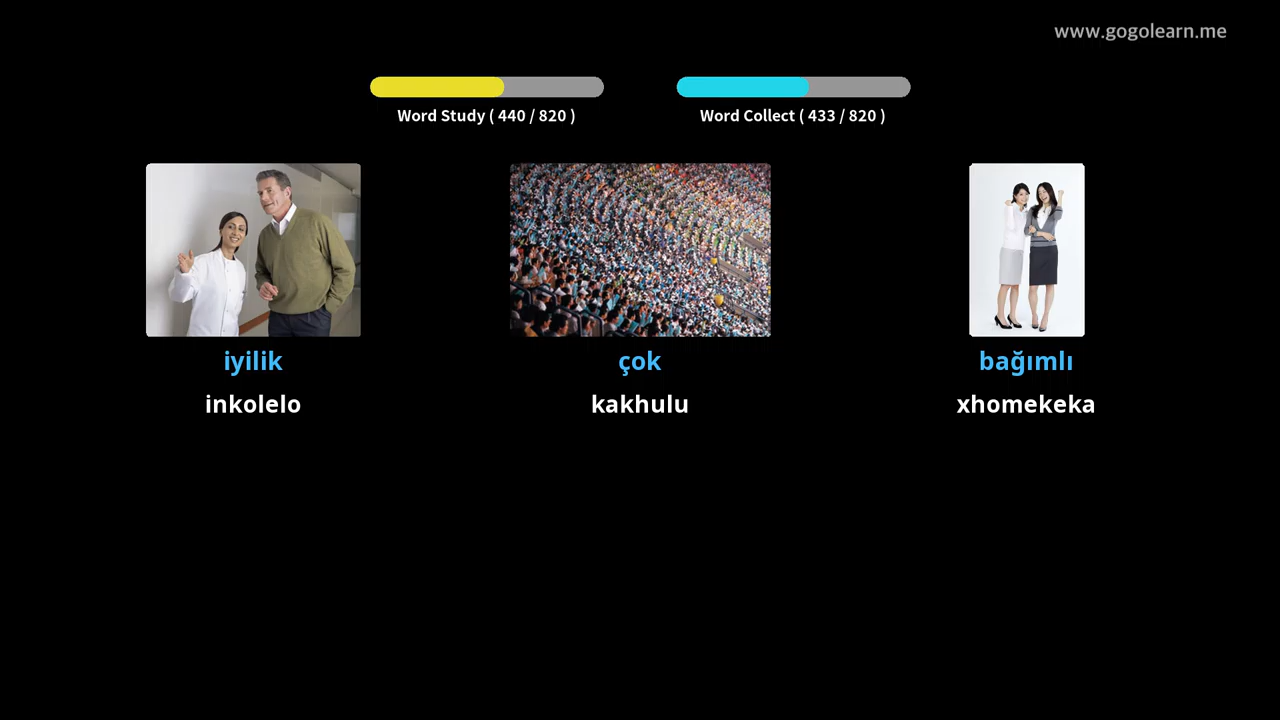 www.gogolearn.me
Word Study ( 440 / 820 )
Word Collect ( 433 / 820 )
iyilik
inkolelo
çok
kakhulu
bağımlı
xhomekeka